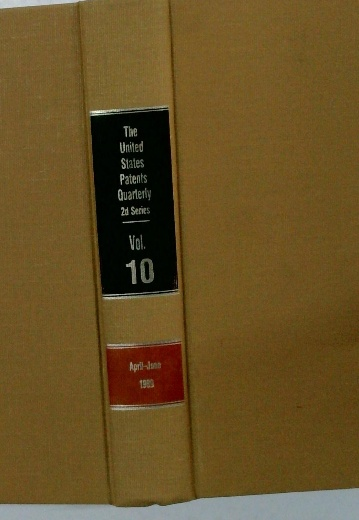 The
United
States
Patents
Quarterly
2d Series
Vol.
10
April-June
1989